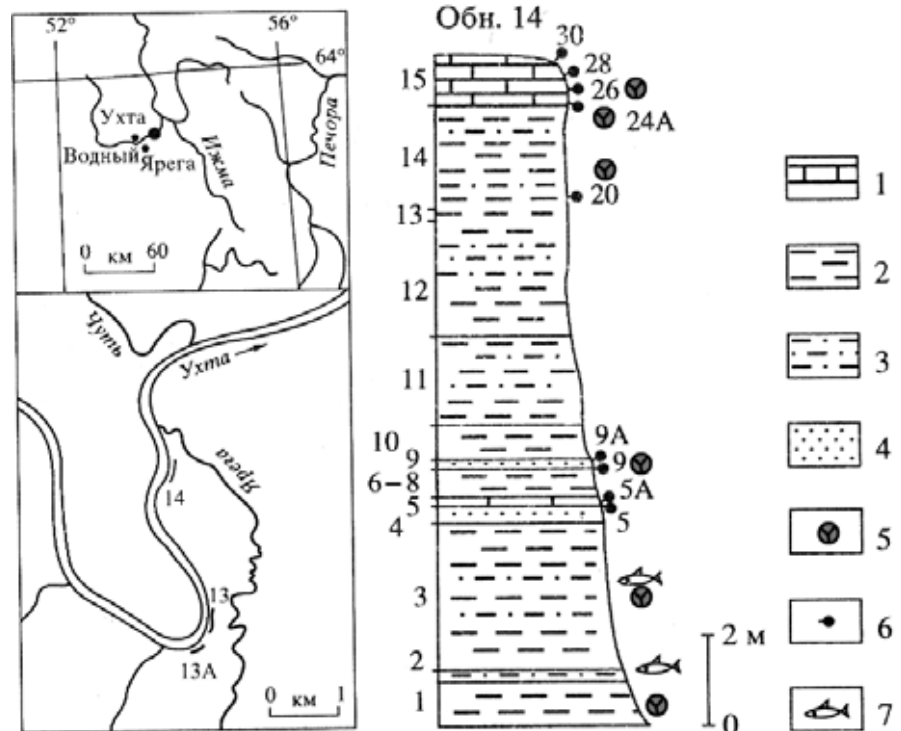 52°
56°
64°
Ухта
Водный
Ярега
Ижма
Печора
0 км 60
Чуть
Ухта
Ярега
14
13
13А
0 км 1
Обн. 14
15
14
13
12
11
10
9
6–8
5
4
3
2
1
30
28
26
24А
20
9А
9
5А
5
2 м
0
1
2
3
4
5
6
7